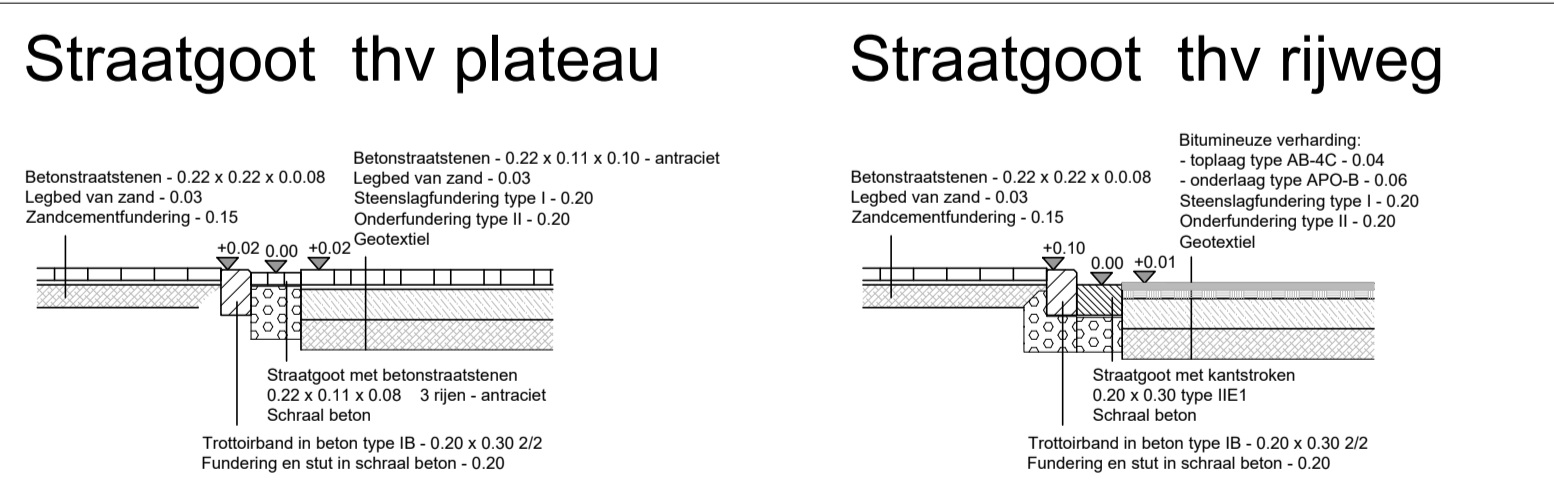 Straatgoot thv plateau
Betonstraatstenen - 0.22 x 0.22 x 0.0.08
Legbed van zand - 0.03
Zandcementfundering - 0.15
Betonstraatstenen - 0.22 x 0.11 x 0.10 - antraciet
Legbed van zand - 0.03
Steenslagfundering type I - 0.20
Onderfundering type II - 0.20
Geotextiel
+0.02 0.00 +0.02
Straatgoot met betonstraatstenen
0.22 x 0.11 x 0.08 3 rijen - antraciet
Schraal beton
Trottoirband in beton type IB - 0.20 x 0.30 2/2
Fundering en stut in schraal beton - 0.20
Straatgoot thv rijweg
Betonstraatstenen - 0.22 x 0.22 x 0.0.08
Legbed van zand - 0.03
Zandcementfundering - 0.15
Bitumineuze verharding:
- toplaag type AB-4C - 0.04
- onderlaag type APO-B - 0.06
Steenslagfundering type I - 0.20
Onderfundering type II - 0.20
Geotextiel
+0.10
0.00 +0.01
Straatgoot met kantstroken
0.20 x 0.30 type IIE1
Schraal beton
Trottoirband in beton type IB - 0.20 x 0.30 2/2
Fundering en stut in schraal beton - 0.20